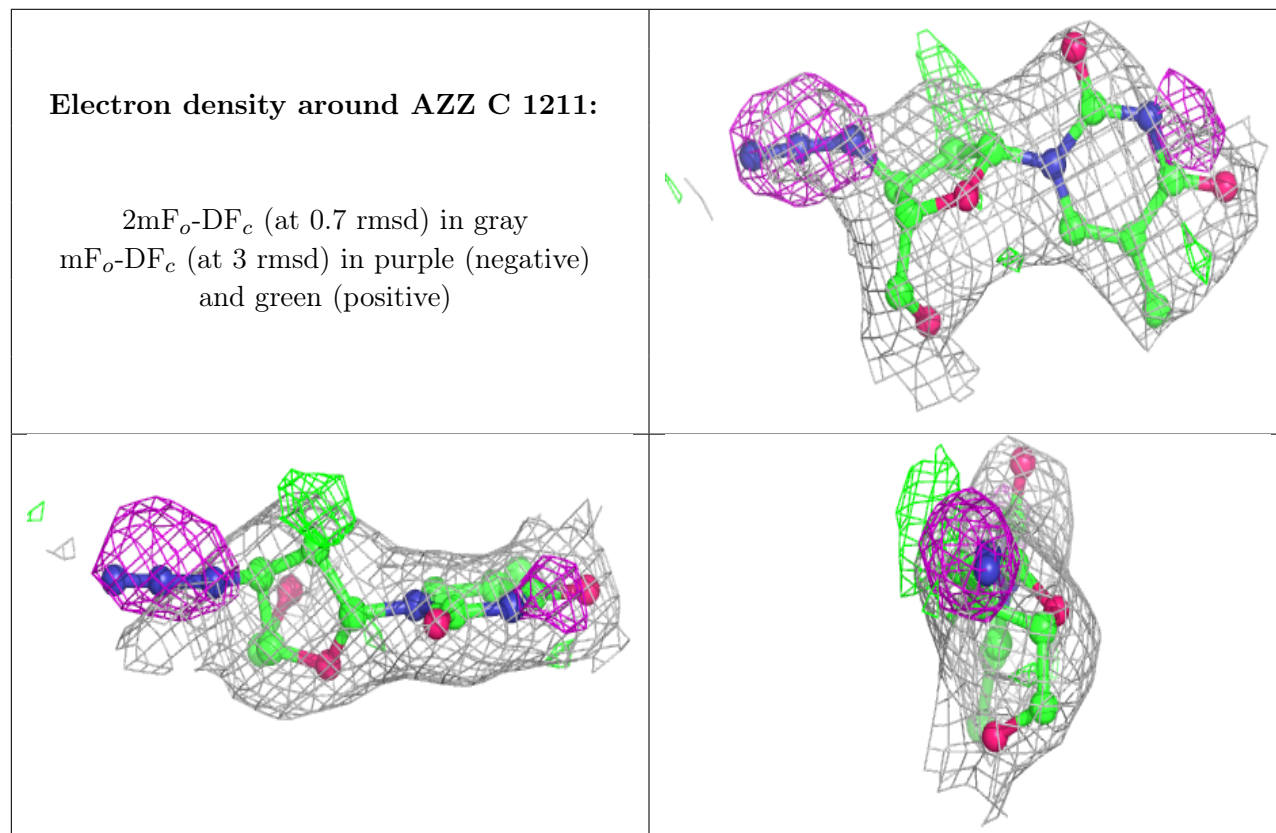 Electron density around AZZ C 1211:
2mFo-DFc (at 0.7 rmsd) in gray
mFo-DFc (at 3 rmsd) in purple (negative)
and green (positive)